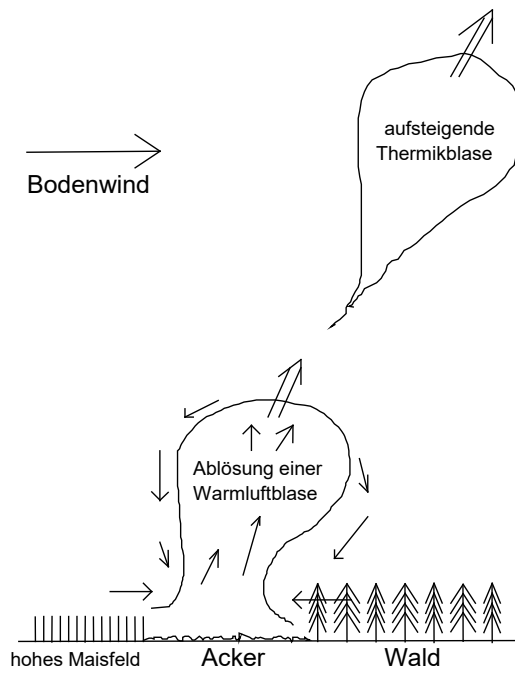 aufsteigende
Thermikblase
Bodenwind
Ablösung einer
Warmluftblase
hohes Maisfeld Acker Wald